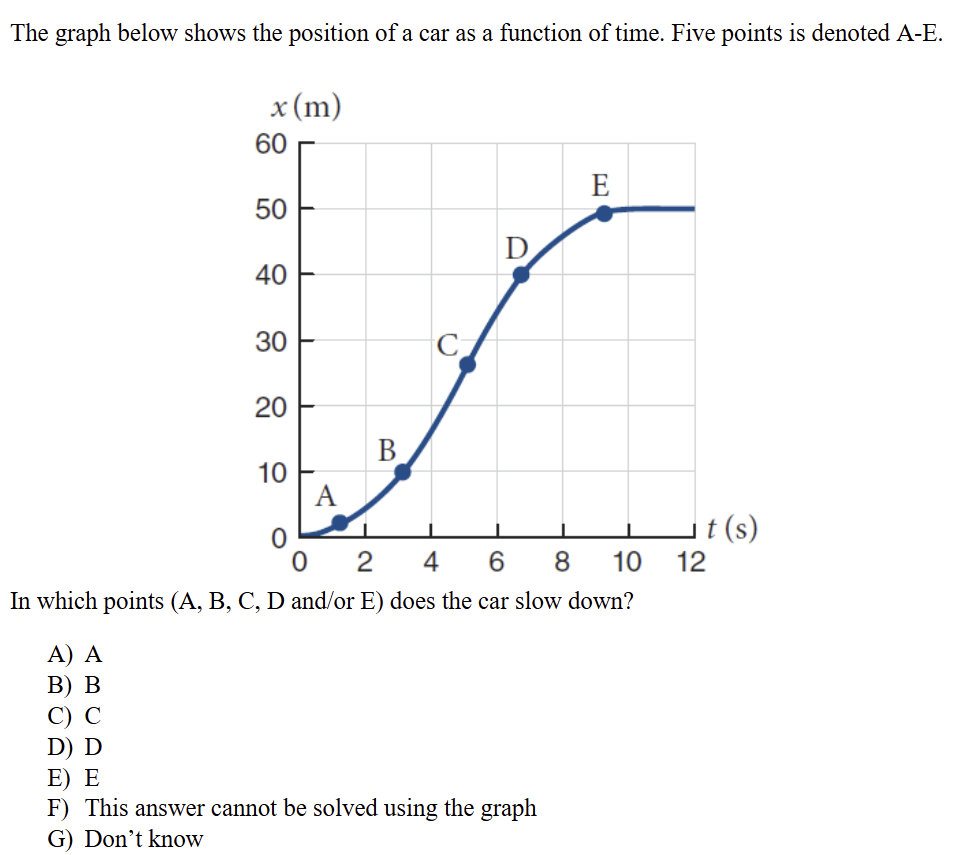 The graph below shows the position of a car as a function of time. Five points is denoted A-E.
x (m)
60
50
40
30
20
10
0
E
D
C
B
A
t (s)
0 2 4 6 8 10 12
In which points (A, B, C, D and/or E) does the car slow down?
A) A
B) B
C) C
D) D
E) E
F) This answer cannot be solved using the graph
G) Don’t know